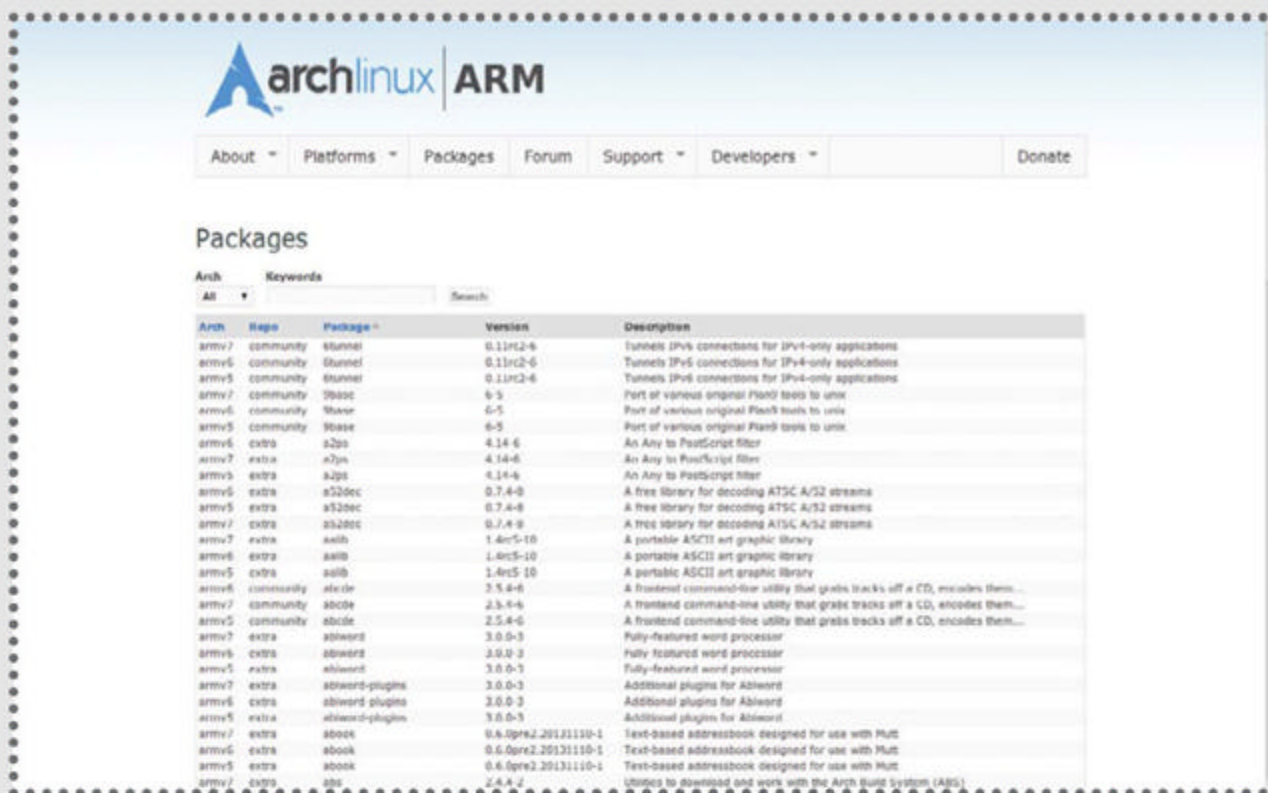 archlinux ARM
About Platforms Packages Forum Support Developers Donate
Packages
Arch Keywords
All Search
Arch Repo Package Version Description
armv7 community 6tunnel 0.11rc2-6 Tunnels IPv6 connections for IPv4-only applications
armv6 community 6tunnel 0.11rc2-6 Tunnels IPv6 connections for IPv4-only applications
armv5 community 6tunnel 0.11rc2-6 Tunnels IPv6 connections for IPv4-only applications
armv7 community 9base 6-5 Port of various original Plan9 tools to unix
armv6 community 9base 6-5 Port of various original Plan9 tools to unix
armv5 community 9base 6-5 Port of various original Plan9 tools to unix
armv6 extra a2ps 4.14-6 An Any to PostScript filter
armv7 extra a2ps 4.14-6 An Any to PostScript filter
armv5 extra a2ps 4.14-6 An Any to PostScript filter
armv6 extra a52dec 0.7.4-8 A free library for decoding ATSC A/52 streams
armv5 extra a52dec 0.7.4-8 A free library for decoding ATSC A/52 streams
armv7 extra a52dec 0.7.4-8 A free library for decoding ATSC A/52 streams
armv7 extra aalib 1.4rc5-10 A portable ASCII art graphic library
armv6 extra aalib 1.4rc5-10 A portable ASCII art graphic library
armv5 extra aalib 1.4rc5-10 A portable ASCII art graphic library
armv6 community abcde 2.5.4-6 A frontend command-line utility that grabs tracks off a CD, encodes them...
armv7 community abcde 2.5.4-6 A frontend command-line utility that grabs tracks off a CD, encodes them...
armv5 community abcde 2.5.4-6 A frontend command-line utility that grabs tracks off a CD, encodes them...
armv7 extra abiword 3.0.0-3 Fully-featured word processor
armv6 extra abiword 3.0.0-3 Fully-featured word processor
armv5 extra abiword 3.0.0-3 Fully-featured word processor
armv7 extra abiword-plugins 3.0.0-3 Additional plugins for Abiword
armv6 extra abiword-plugins 3.0.0-3 Additional plugins for Abiword
armv5 extra abiword-plugins 3.0.0-3 Additional plugins for Abiword
armv7 extra abook 0.6.0pre2.20131110-1 Text-based addressbook designed for use with Mutt
armv6 extra abook 0.6.0pre2.20131110-1 Text-based addressbook designed for use with Mutt
armv5 extra abook 0.6.0pre2.20131110-1 Text-based addressbook designed for use with Mutt
armv7 extra abs 2.4.4-2 Utilities to download and work with the Arch Build System (ABS)